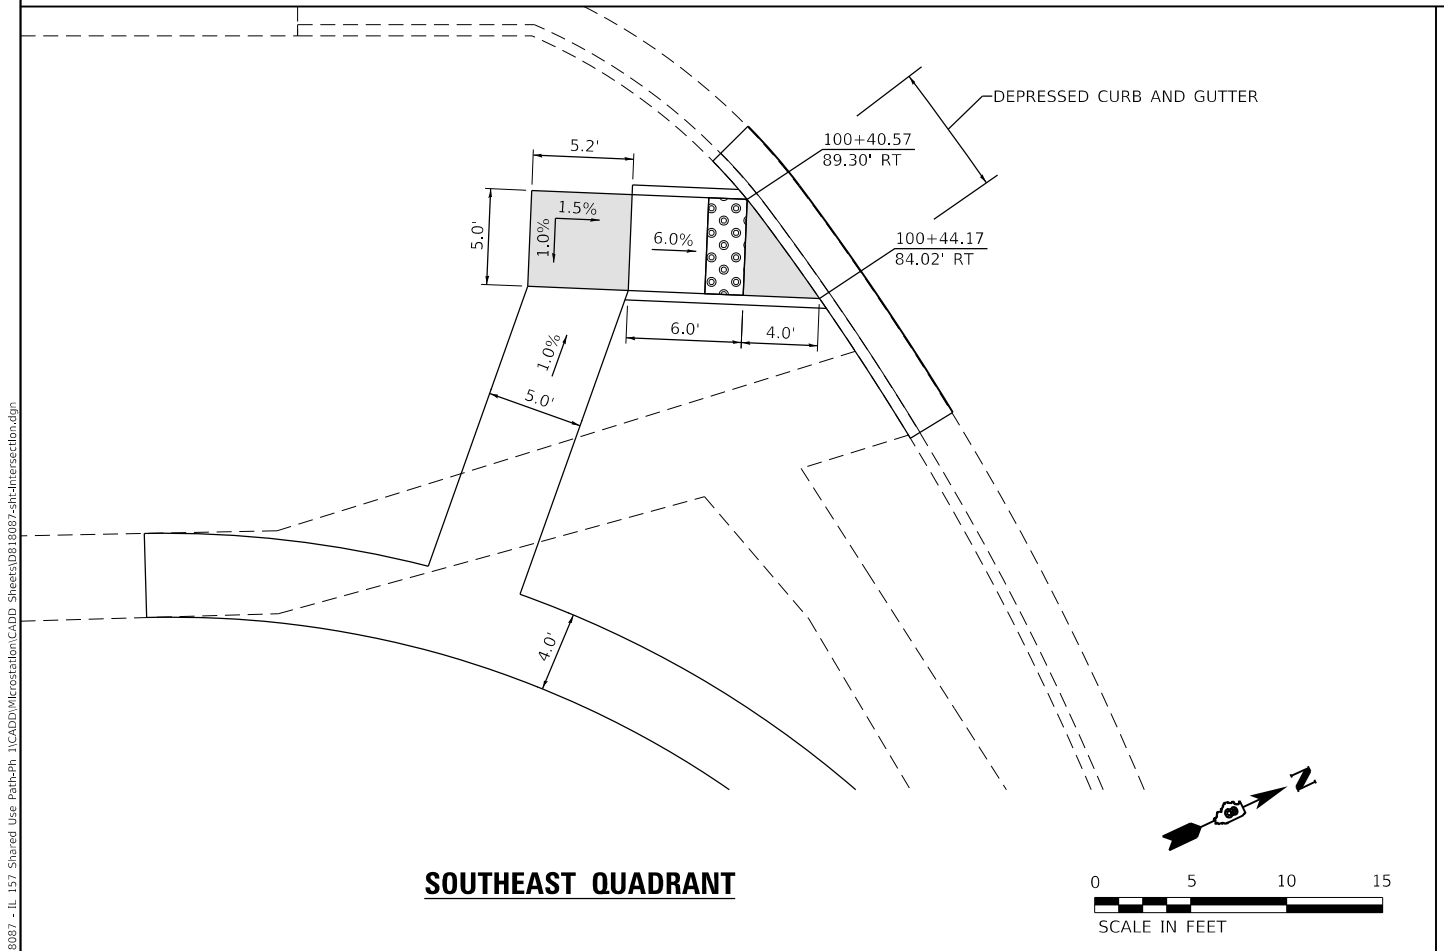 DEPRESSED CURB AND GUTTER
100+40.57
89.30' RT
5.2'
5.0'
1.5%
1.0%
6.0%
100+44.17
84.02' RT
6.0'
4.0'
1.0%
5.0'
4.0'
N
SOUTHEAST QUADRANT
0 5 10 15
SCALE IN FEET
8087 - IL 157 Shared Use Path-Ph 1\CADD\Microstation\CADD Sheets\D818087-sht-Intersection.dgn